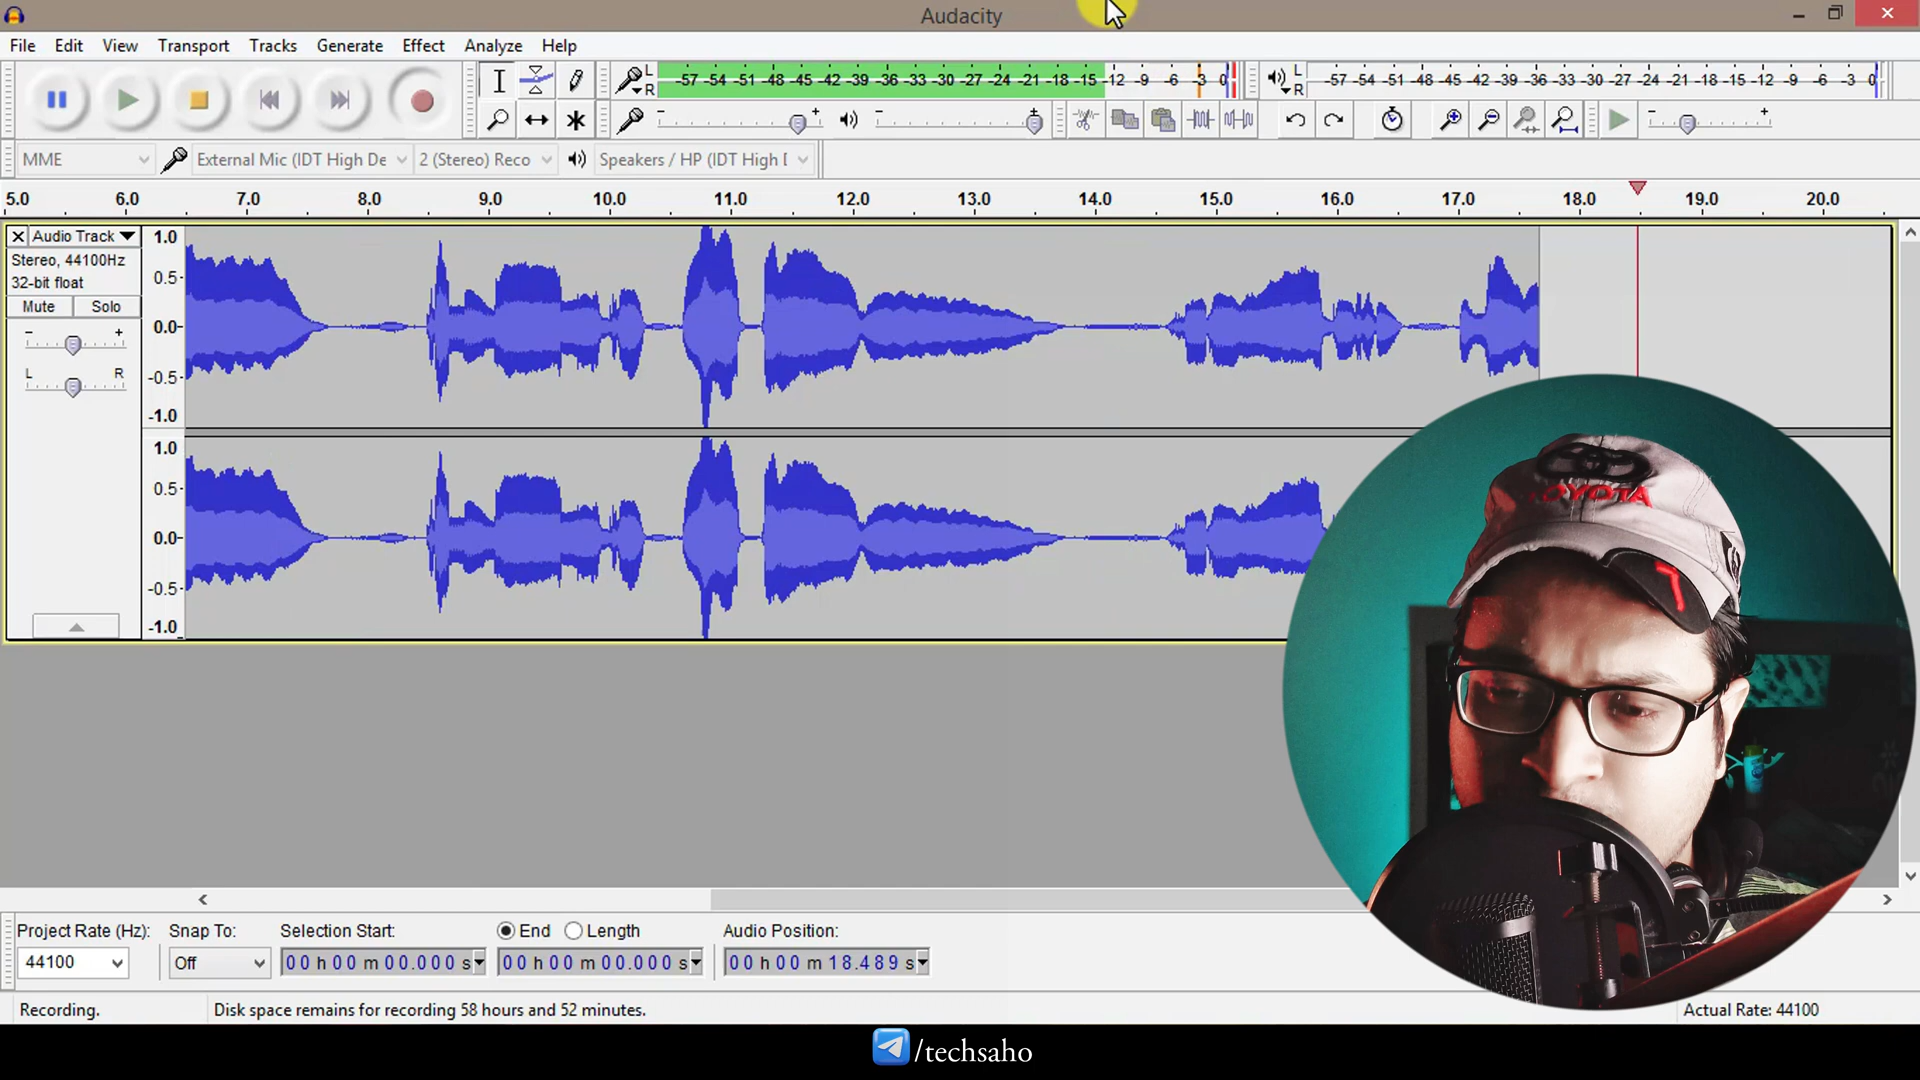 Audacity
File Edit View Transport Tracks Generate Effect Analyze Help
L R -57 -54 -51 -48 -45 -42 -39 -36 -33 -30 -27 -24 -21 -18 -15 -12 -9 -6 -3 0 L R -57 -54 -51 -48 -45 -42 -39 -36 -33 -30 -27 -24 -21 -18 -15 -12 -9 -6 -3 0
MME External Mic (IDT High De 2 (Stereo) Reco Speakers / HP (IDT High
5.0 6.0 7.0 8.0 9.0 10.0 11.0 12.0 13.0 14.0 15.0 16.0 17.0 18.0 19.0 20.0
Audio Track
Stereo, 44100Hz
32-bit float
Mute Solo
- +
L R
1.0
0.5-
0.0-
-0.5-
-1.0
1.0
0.5-
0.0-
-0.5-
-1.0
TOYOTA
Project Rate (Hz): Snap To: Selection Start: End Length Audio Position:
44100 Off 00 h 00 m 00.000 s 00 h 00 m 00.000 s 00 h 00 m 18.489 s
Recording. Disk space remains for recording 58 hours and 52 minutes. Actual Rate: 44100
/techsaho